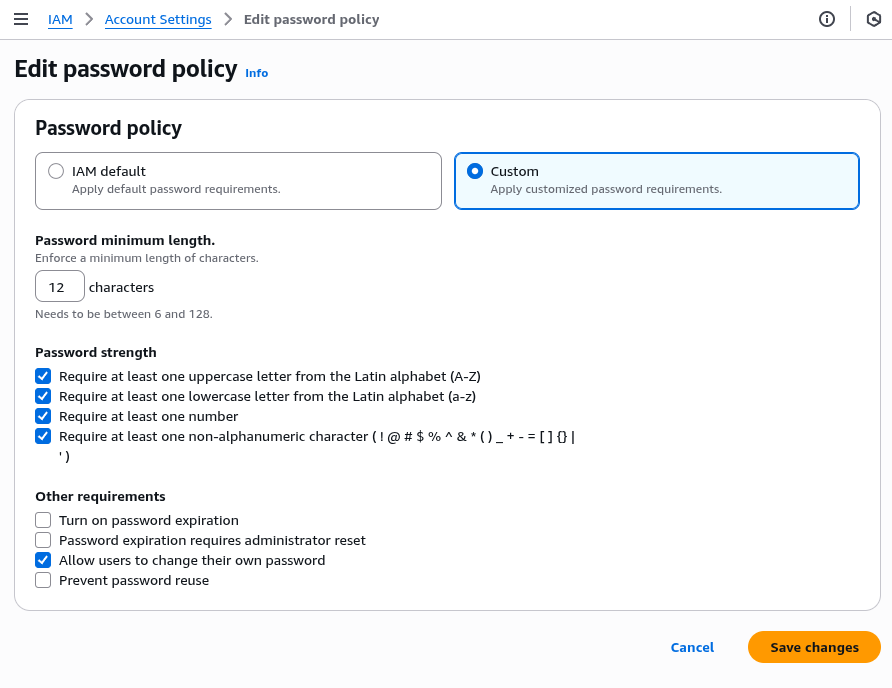 IAM > Account Settings > Edit password policy
Edit password policy Info
Password policy
IAM default
Apply default password requirements.
Custom
Apply customized password requirements.
Password minimum length.
Enforce a minimum length of characters.
12 characters
Needs to be between 6 and 128.
Password strength
Require at least one uppercase letter from the Latin alphabet (A-Z)
Require at least one lowercase letter from the Latin alphabet (a-z)
Require at least one number
Require at least one non-alphanumeric character ( ! @ # $ % ^ & * ( ) _ + - = [ ] {} |
' )
Other requirements
Turn on password expiration
Password expiration requires administrator reset
Allow users to change their own password
Prevent password reuse
Cancel Save changes